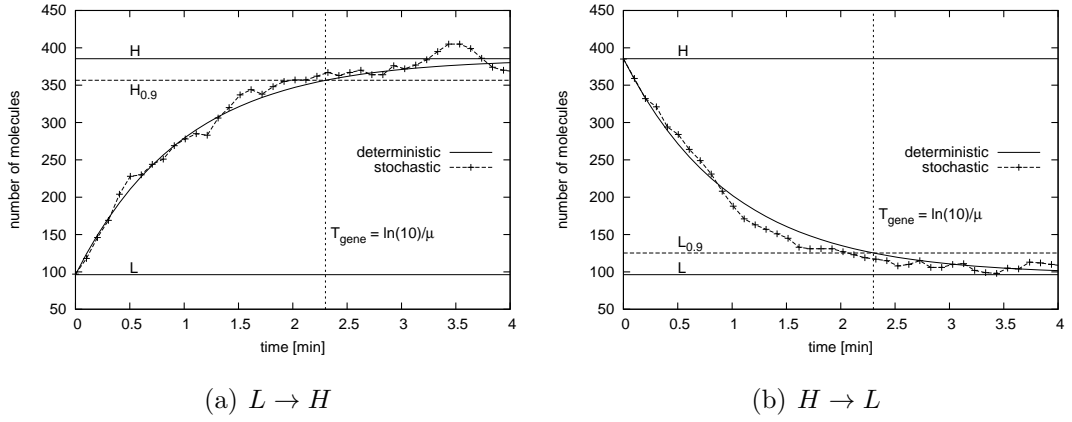 number of molecules
450
400
350
300
250
200
150
100
50
H
H0.9
deterministic
stochastic
Tgene = ln(10)/μ
L
0 0.5 1 1.5 2 2.5 3 3.5 4
time [min]
(a) L → H
number of molecules
450
400
350
300
250
200
150
100
50
H
deterministic
stochastic
Tgene = ln(10)/μ
L0.9
L
0 0.5 1 1.5 2 2.5 3 3.5 4
time [min]
(b) H → L